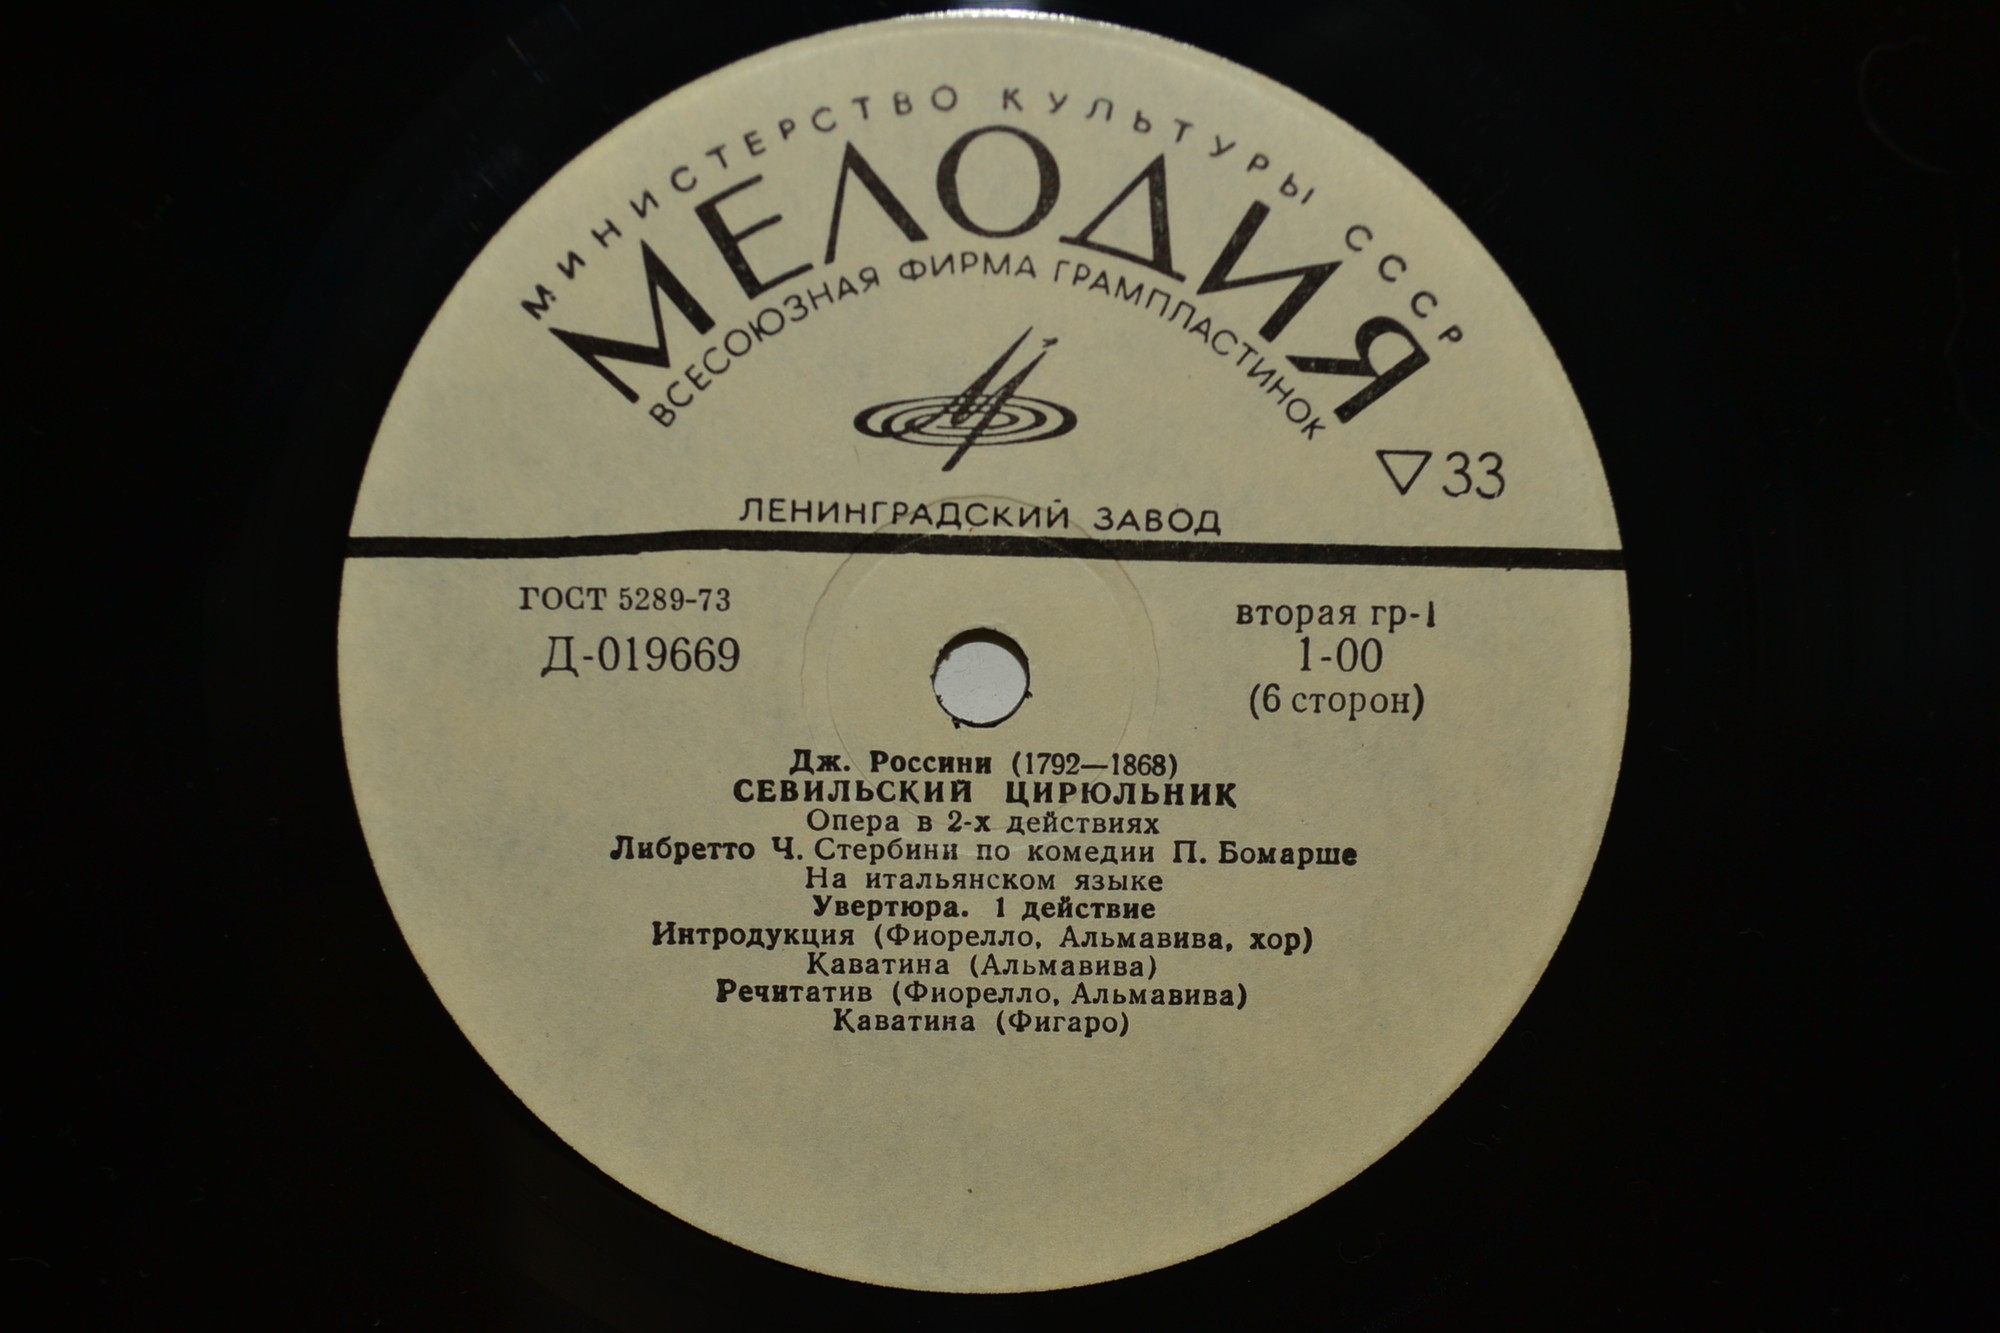 МИНИСТЕРСТВО КУЛЬТУРЫ СССР
МЕЛОДИЯ
ВСЕСОЮЗНАЯ ФИРМА ГРАМПЛАСТИНОК
▽33
ЛЕНИНГРАДСКИЙ ЗАВОД
ГОСТ 5289-73
Д-019669
вторая гр-1
1-00
(6 сторон)
Дж. Россини (1792—1868)
СЕВИЛЬСКИЙ ЦИРЮЛЬНИК
Опера в 2-х действиях
Либретто Ч. Стербини по комедии П. Бомарше
На итальянском языке
Увертюра. 1 действие
Интродукция (Фиорелло, Альмавива, хор)
Каватина (Альмавива)
Речитатив (Фиорелло, Альмавива)
Каватина (Фигаро)